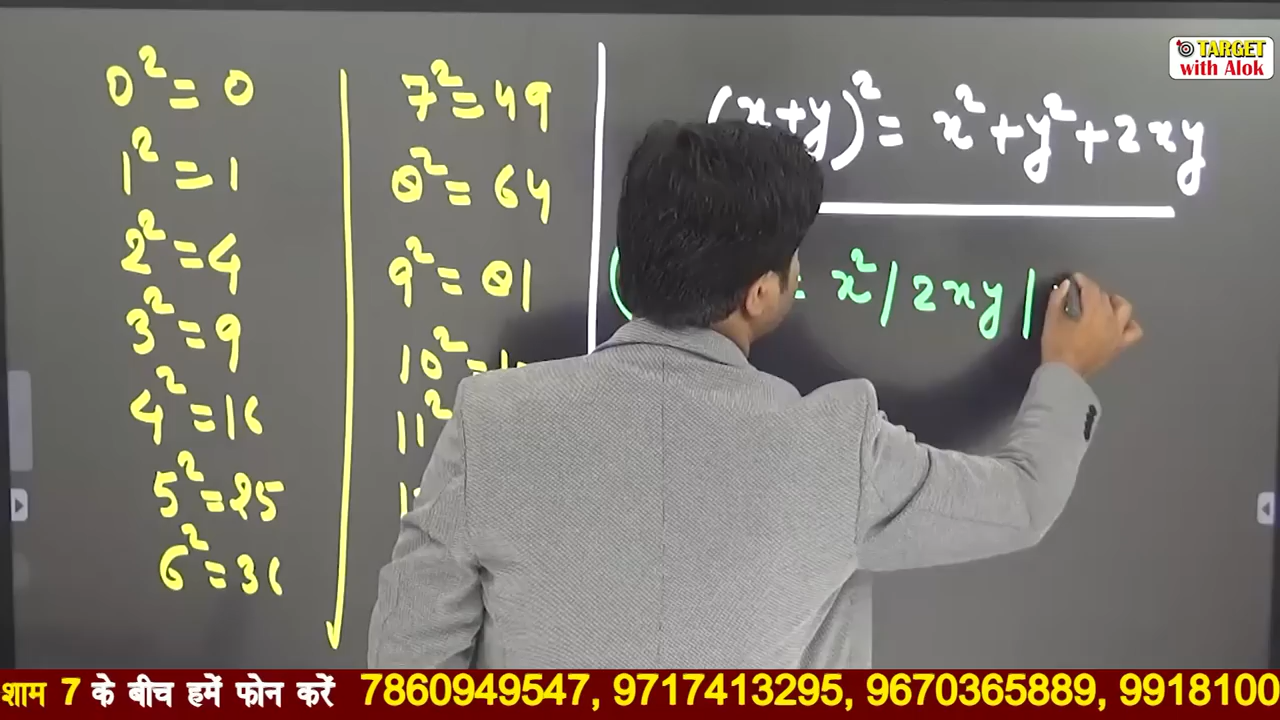 TARGET
with Alok
0² = 0
1² = 1
2² = 4
3² = 9
4² = 16
5² = 25
6² = 36
7² = 49
8² = 64
9² = 81
10² =
11²
(x+y)² = x² + y² + 2xy
= x² / 2xy /
शाम 7 के बीच हमें फोन करें 7860949547, 9717413295, 9670365889, 9918100